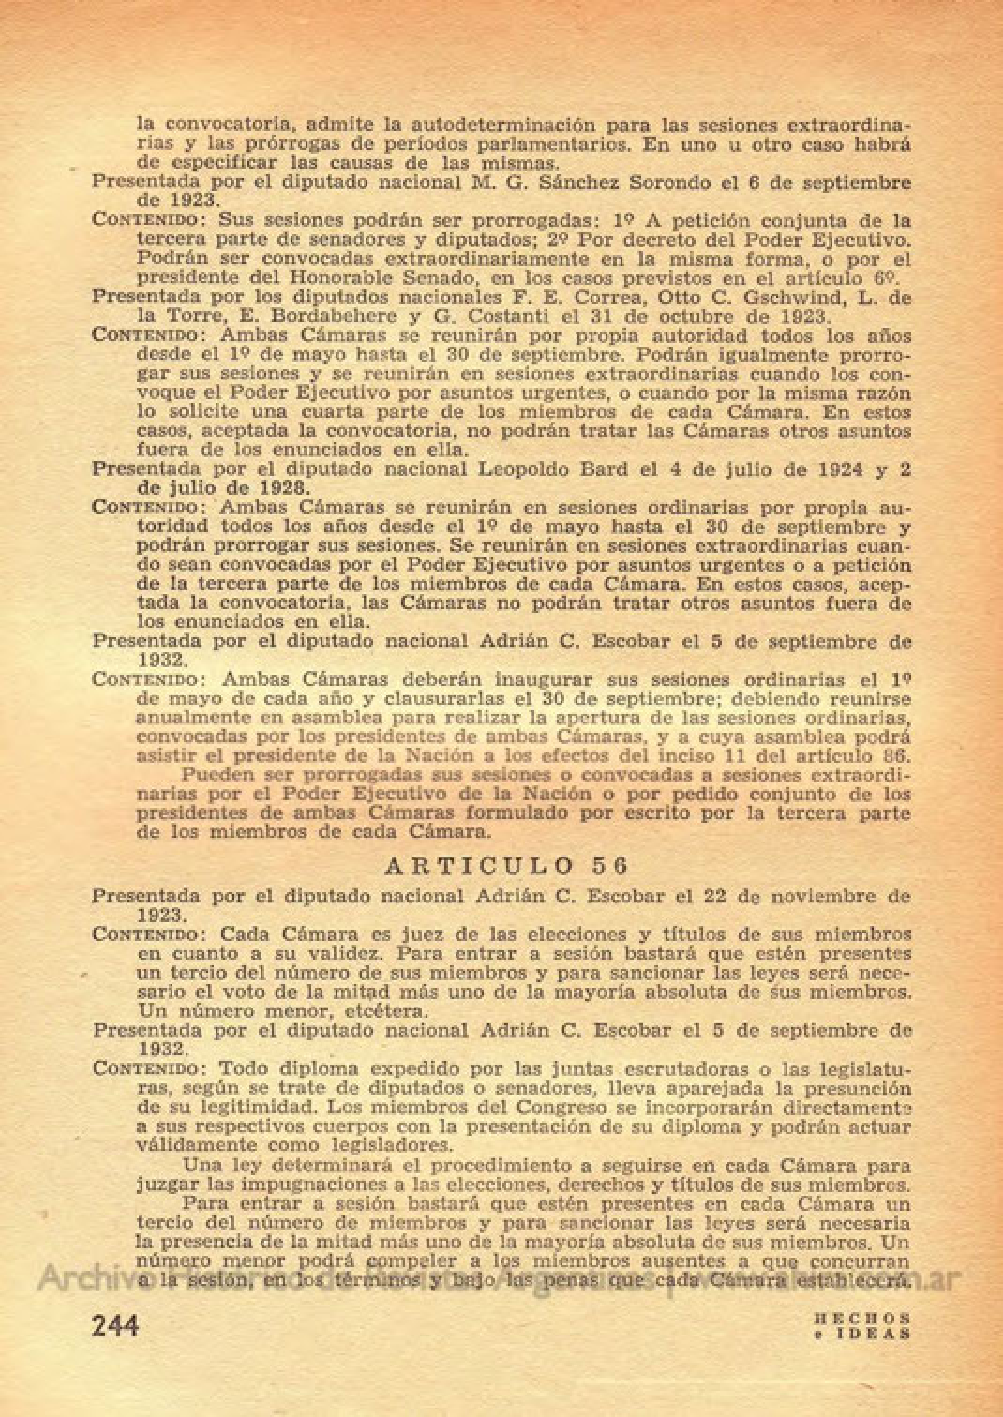 la convocatoria, admite la autodeterminación para las sesiones extraordina-
rias y las prórrogas de períodos parlamentarios. En uno u otro caso habrá
de especificar las causas de las mismas.
Presentada por el diputado nacional M. G. Sánchez Sorondo el 6 de septiembre
de 1923.
CONTENIDO: Sus sesiones podrán ser prorrogadas: 1º A petición conjunta de la
tercera parte de senadores y diputados; 2º Por decreto del Poder Ejecutivo.
Podrán ser convocadas extraordinariamente en la misma forma, o por el
presidente del Honorable Senado, en los casos previstos en el artículo 6º.
Presentada por los diputados nacionales F. E. Correa, Otto C. Gschwind, L. de
la Torre, E. Bordabehere y G. Costanti el 31 de octubre de 1923.
CONTENIDO: Ambas Cámaras se reunirán por propia autoridad todos los años
desde el 1º de mayo hasta el 30 de septiembre. Podrán igualmente prorro-
gar sus sesiones y se reunirán en sesiones extraordinarias cuando los con-
voque el Poder Ejecutivo por asuntos urgentes, o cuando por la misma razón
lo solicite una cuarta parte de los miembros de cada Cámara. En estos
casos, aceptada la convocatoria, no podrán tratar las Cámaras otros asuntos
fuera de los enunciados en ella.
Presentada por el diputado nacional Leopoldo Bard el 4 de julio de 1924 y 2
de julio de 1928.
CONTENIDO: Ambas Cámaras se reunirán en sesiones ordinarias por propia au-
toridad todos los años desde el 1º de mayo hasta el 30 de septiembre y
podrán prorrogar sus sesiones. Se reunirán en sesiones extraordinarias cuan-
do sean convocadas por el Poder Ejecutivo por asuntos urgentes o a petición
de la tercera parte de los miembros de cada Cámara. En estos casos, acep-
tada la convocatoria, las Cámaras no podrán tratar otros asuntos fuera de
los enunciados en ella.
Presentada por el diputado nacional Adrián C. Escobar el 5 de septiembre de
1932.
CONTENIDO: Ambas Cámaras deberán inaugurar sus sesiones ordinarias el 1º
de mayo de cada año y clausurarlas el 30 de septiembre; debiendo reunirse
anualmente en asamblea para realizar la apertura de las sesiones ordinarias,
convocadas por los presidentes de ambas Cámaras, y a cuya asamblea podrá
asistir el presidente de la Nación a los efectos del inciso 11 del artículo 86.
Pueden ser prorrogadas sus sesiones o convocadas a sesiones extraordi-
narias por el Poder Ejecutivo de la Nación o por pedido conjunto de los
presidentes de ambas Cámaras formulado por escrito por la tercera parte
de los miembros de cada Cámara.
ARTICULO 56
Presentada por el diputado nacional Adrián C. Escobar el 22 de noviembre de
1923.
CONTENIDO: Cada Cámara es juez de las elecciones y títulos de sus miembros
en cuanto a su validez. Para entrar a sesión bastará que estén presentes
un tercio del número de sus miembros y para sancionar las leyes será nece-
sario el voto de la mitad más uno de la mayoría absoluta de sus miembros.
Un número menor, etcétera.
Presentada por el diputado nacional Adrián C. Escobar el 5 de septiembre de
1932.
CONTENIDO: Todo diploma expedido por las juntas escrutadoras o las legislatu-
ras, según se trate de diputados o senadores, lleva aparejada la presunción
de su legitimidad. Los miembros del Congreso se incorporarán directamente
a sus respectivos cuerpos con la presentación de su diploma y podrán actuar
válidamente como legisladores.
Una ley determinará el procedimiento a seguirse en cada Cámara para
juzgar las impugnaciones a las elecciones, derechos y títulos de sus miembros.
Para entrar a sesión bastará que estén presentes en cada Cámara un
tercio del número de miembros y para sancionar las leyes será necesaria
la presencia de la mitad más uno de la mayoría absoluta de sus miembros. Un
número menor podrá compeler a los miembros ausentes a que concurran
a la sesión, en los términos y bajo las penas que cada Cámara establecerá.
Archivo Histórico de Revistas Argentinas | www.ahira.com.ar
244
HECHOS
e IDEAS